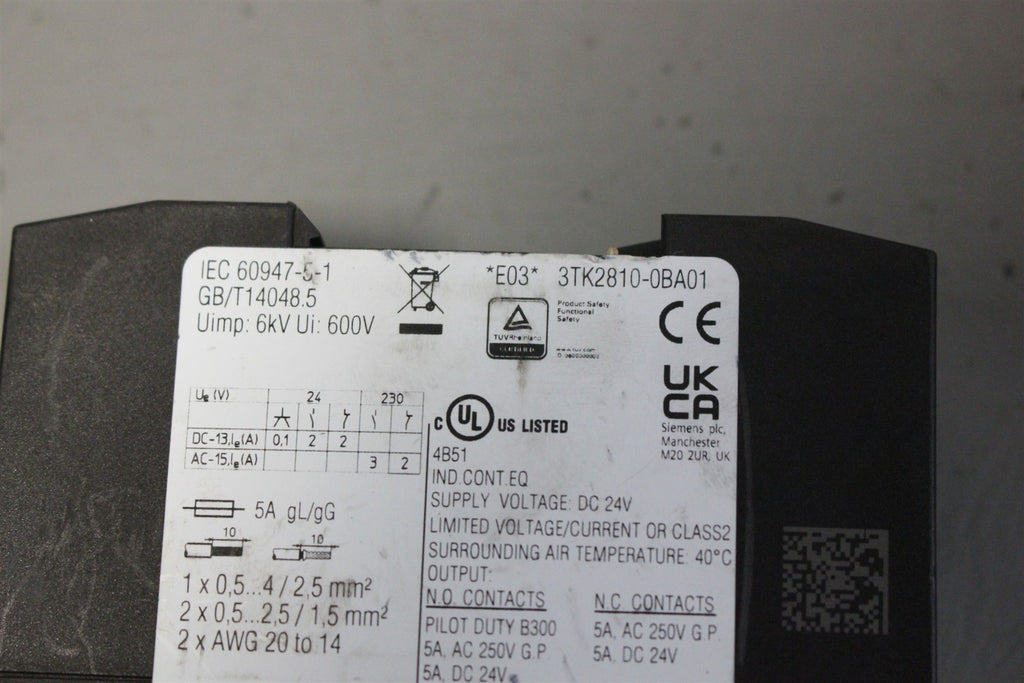 IEC 60947-5-1
GB/T14048.5
Uimp: 6kV Ui: 600V
*E03* 3TK2810-0BA01
TÜVRheinland
CERTIFIED
Product Safety
Functional
Safety
www.tuv.com
CE
UK
CA
Siemens plc,
Manchester
M20 2UR, UK
Ue (V) 24 230
DC-13,Ie(A) 0,1 2 2
AC-15,Ie(A) 3 2
5A gL/gG
10 10
1 x 0,5...4 / 2,5 mm²
2 x 0,5...2,5 / 1,5 mm²
2 x AWG 20 to 14
C UL US LISTED
4B51
IND.CONT.EQ
SUPPLY VOLTAGE: DC 24V
LIMITED VOLTAGE/CURRENT OR CLASS2
SURROUNDING AIR TEMPERATURE: 40°C
OUTPUT:
N.O. CONTACTS
PILOT DUTY B300
5A, AC 250V G.P.
5A, DC 24V
N.C. CONTACTS
5A, AC 250V G.P.
5A, DC 24V